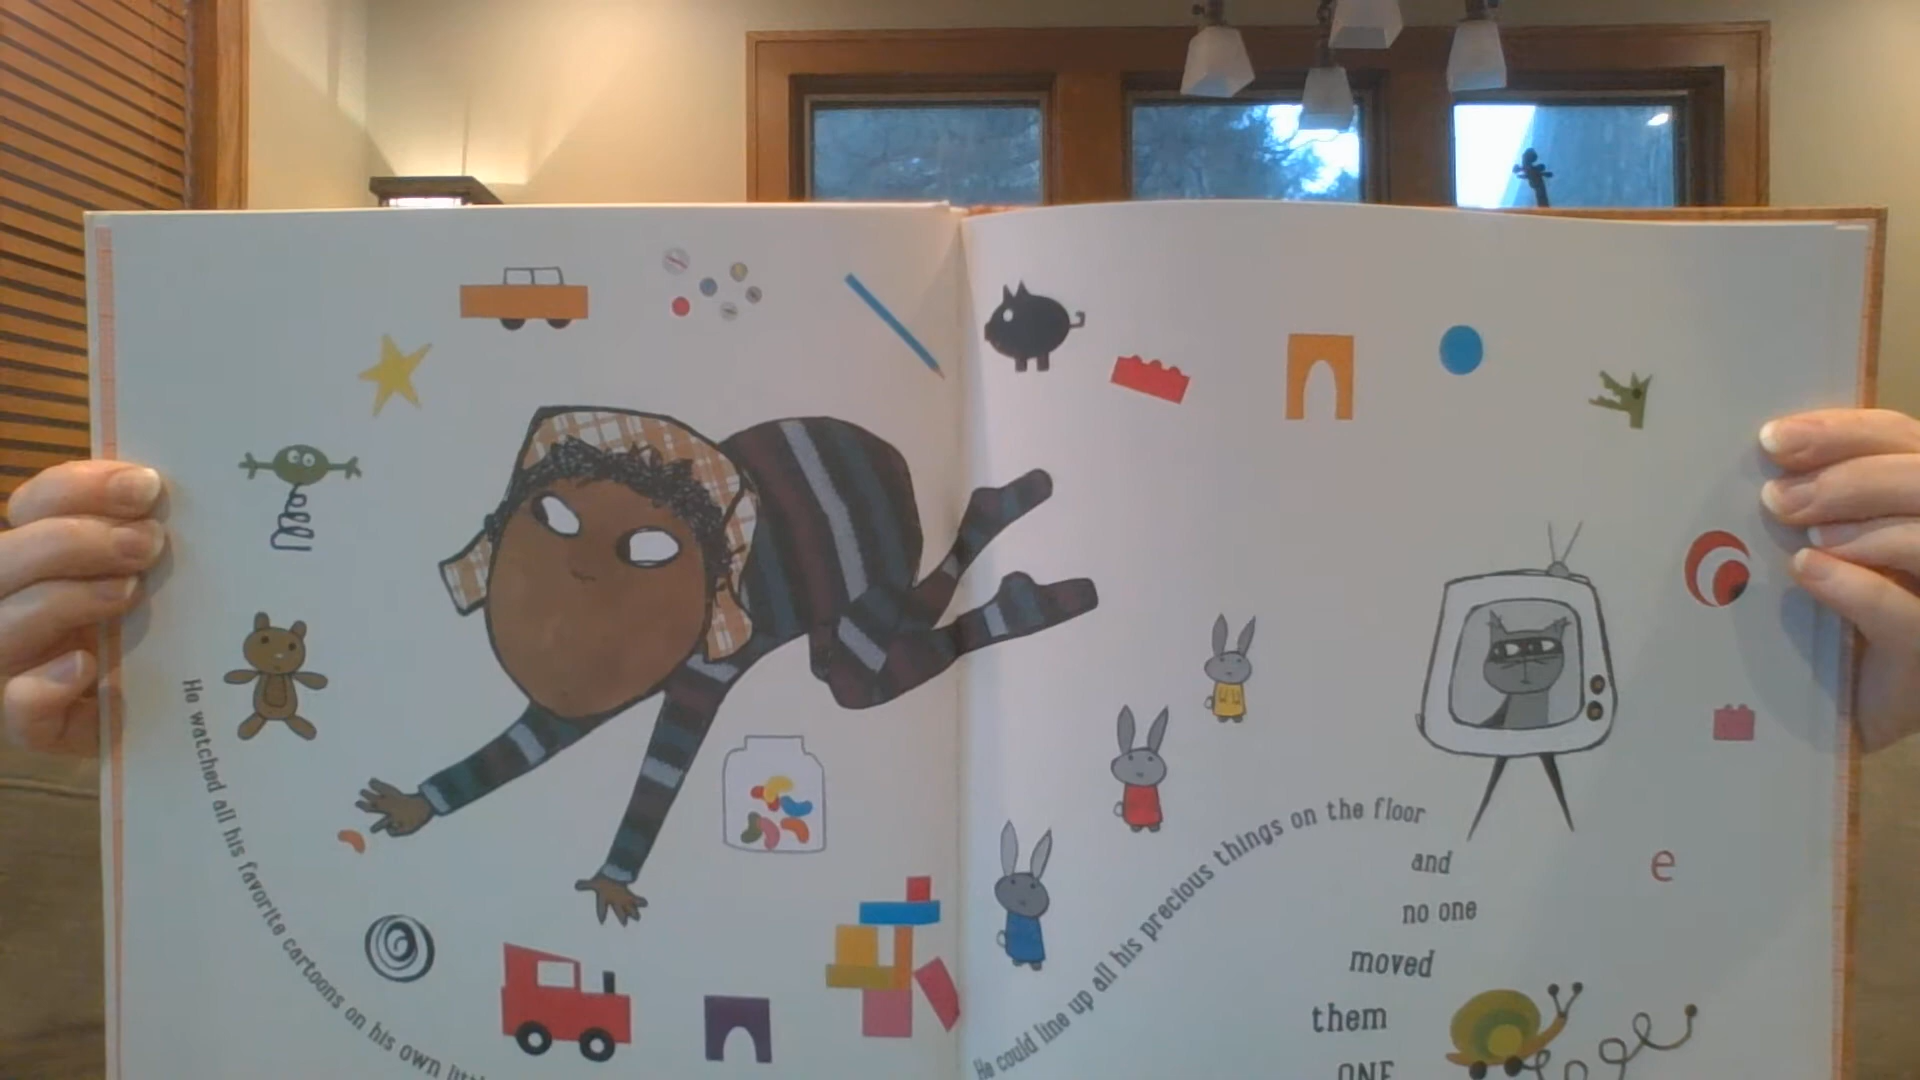 He watched all his favorite cartoons on his own
He could line up all his precious things on the floor
and
no one
moved
them
ONE
e